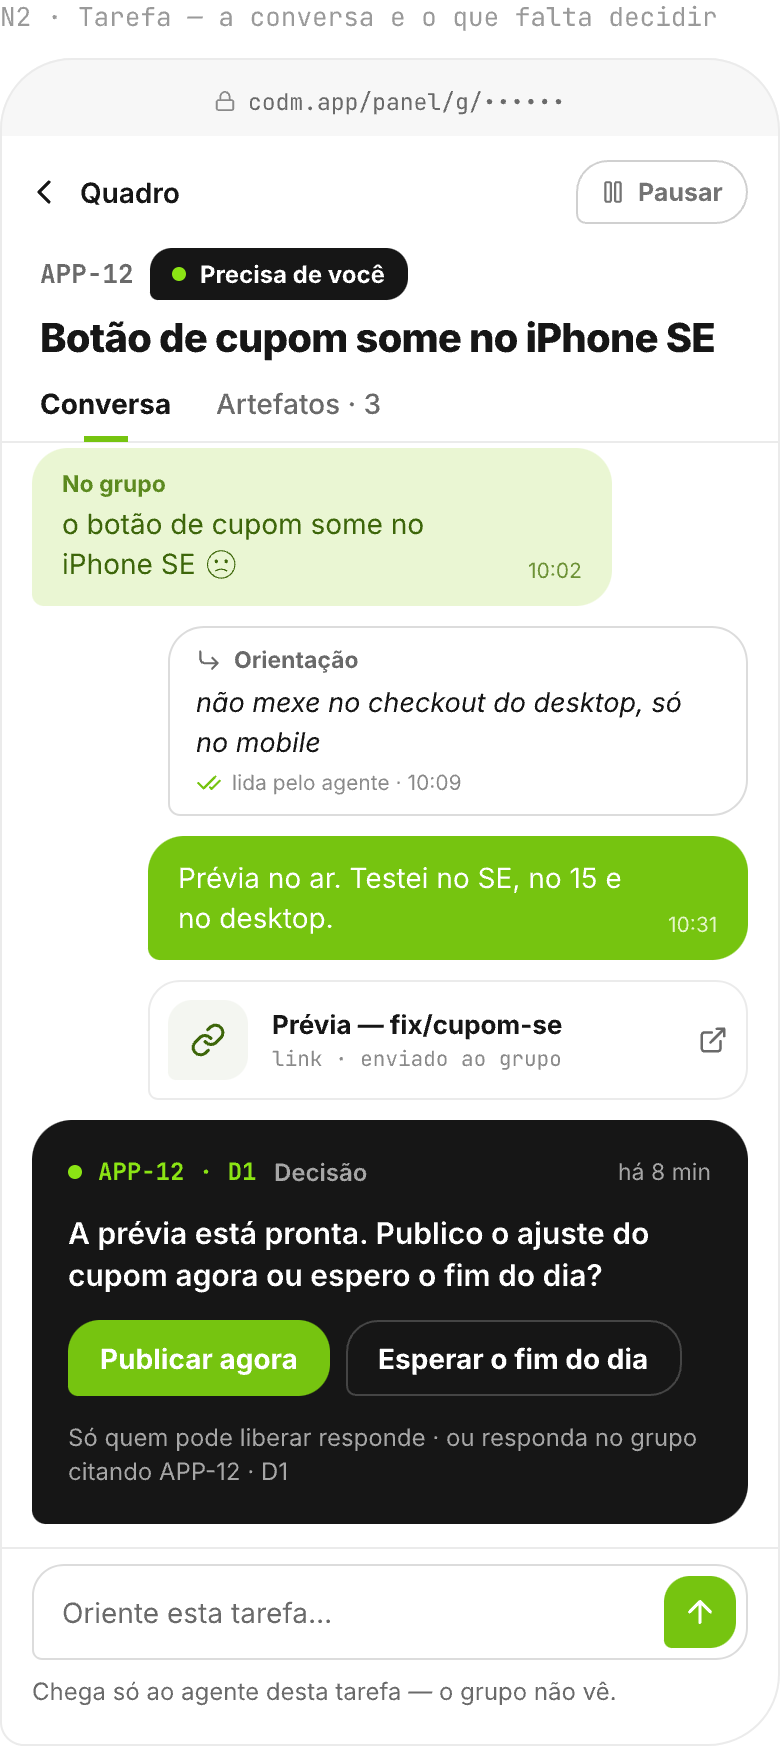 N2 · Tarefa — a conversa e o que falta decidir
codm.app/panel/g/••••••
Quadro
Pausar
APP-12
Precisa de você
Botão de cupom some no iPhone SE
Conversa
Artefatos · 3
No grupo
o botão de cupom some no
iPhone SE ☹
10:02
Orientação
não mexe no checkout do desktop, só
no mobile
lida pelo agente · 10:09
Prévia no ar. Testei no SE, no 15 e
no desktop.
10:31
Prévia — fix/cupom-se
link · enviado ao grupo
APP-12 · D1 Decisão
há 8 min
A prévia está pronta. Publico o ajuste do
cupom agora ou espero o fim do dia?
Publicar agora
Esperar o fim do dia
Só quem pode liberar responde · ou responda no grupo
citando APP-12 · D1
Oriente esta tarefa...
Chega só ao agente desta tarefa — o grupo não vê.